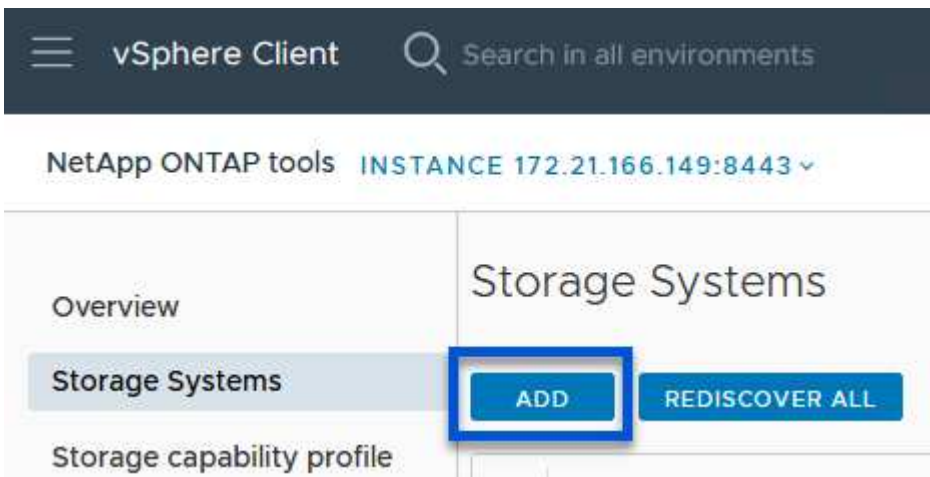 vSphere Client Search in all environments
NetApp ONTAP tools INSTANCE 172.21.166.149:8443
Storage Systems
Overview
Storage Systems
ADD REDISCOVER ALL
Storage capability profile